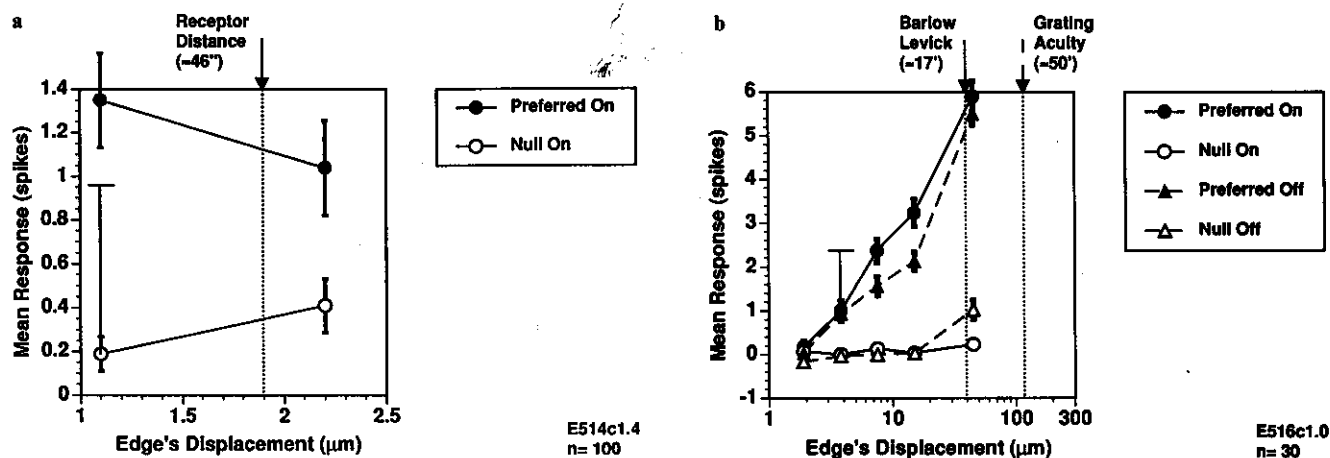 a
Receptor
Distance
(≈46")
1.4
1.2
1
0.8
0.6
0.4
0.2
0
Mean Response (spikes)
1
1.5
2
2.5
Edge's Displacement (µm)
Preferred On
Null On
E514c1.4
n= 100
b
Barlow
Levick
(≈17')
Grating
Acuity
(≈50')
6
5
4
3
2
1
0
-1
Mean Response (spikes)
1
10
100
300
Edge's Displacement (µm)
Preferred On
Null On
Preferred Off
Null Off
E516c1.0
n= 30